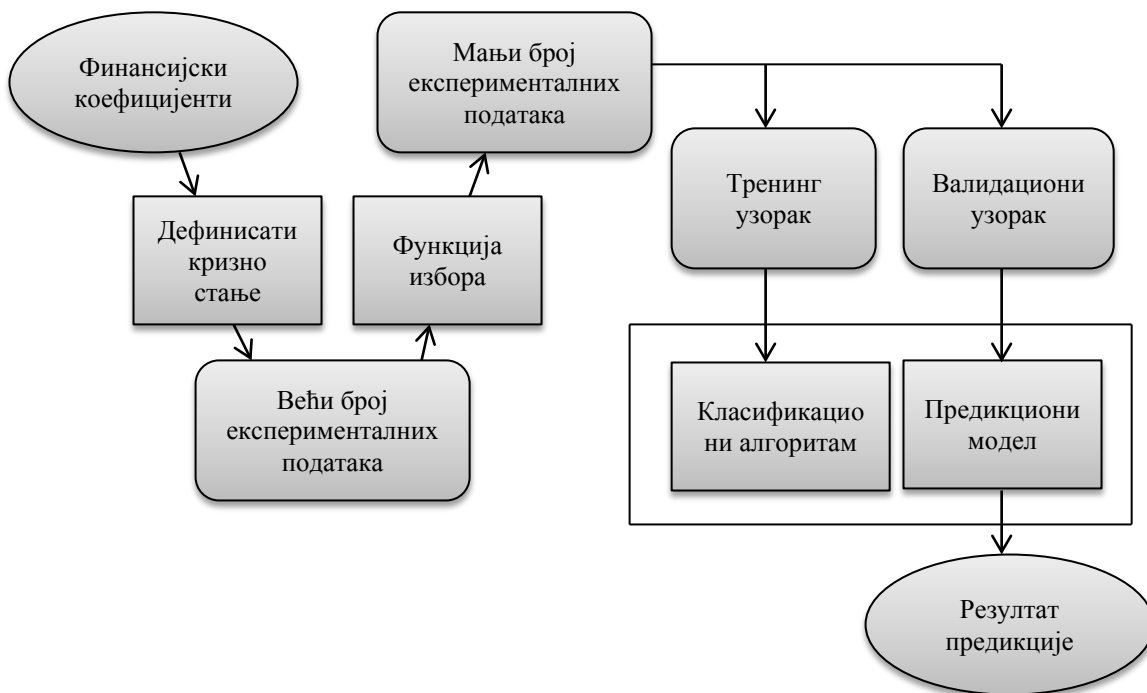 Финансијски
коефицијенти
Дефинисати
кризно
стање
Већи број
експерименталних
података
Функција
избора
Мањи број
експерименталних
података
Тренинг
узорак
Валидациони
узорак
Класификацио
ни алгоритам
Предикциони
модел
Резултат
предикције